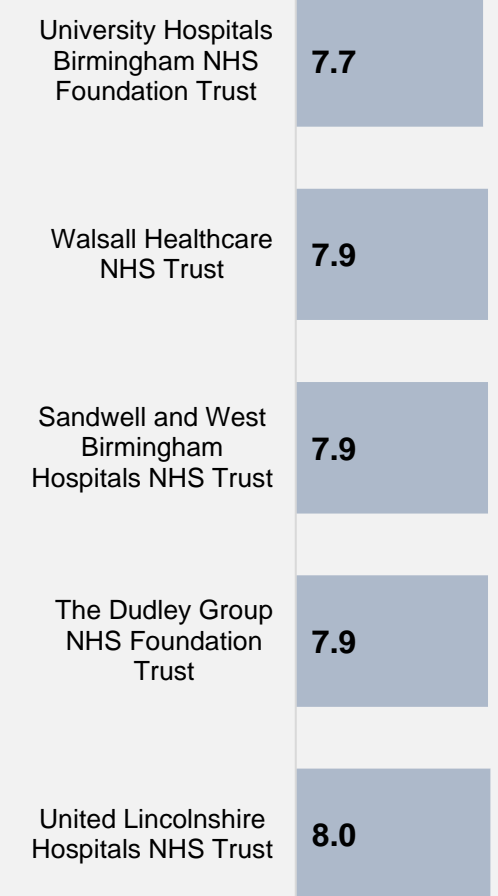 University Hospitals
Birmingham NHS
Foundation Trust
7.7
Walsall Healthcare
NHS Trust
7.9
Sandwell and West
Birmingham
Hospitals NHS Trust
7.9
The Dudley Group
NHS Foundation
Trust
7.9
United Lincolnshire
Hospitals NHS Trust
8.0